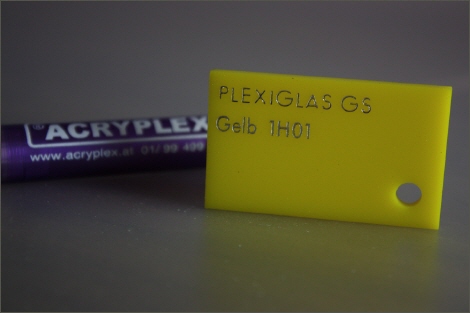 PLEXIGLAS GS
Gelb 1H01
ACRYPLEX
www.acryplex.at 01/99 499